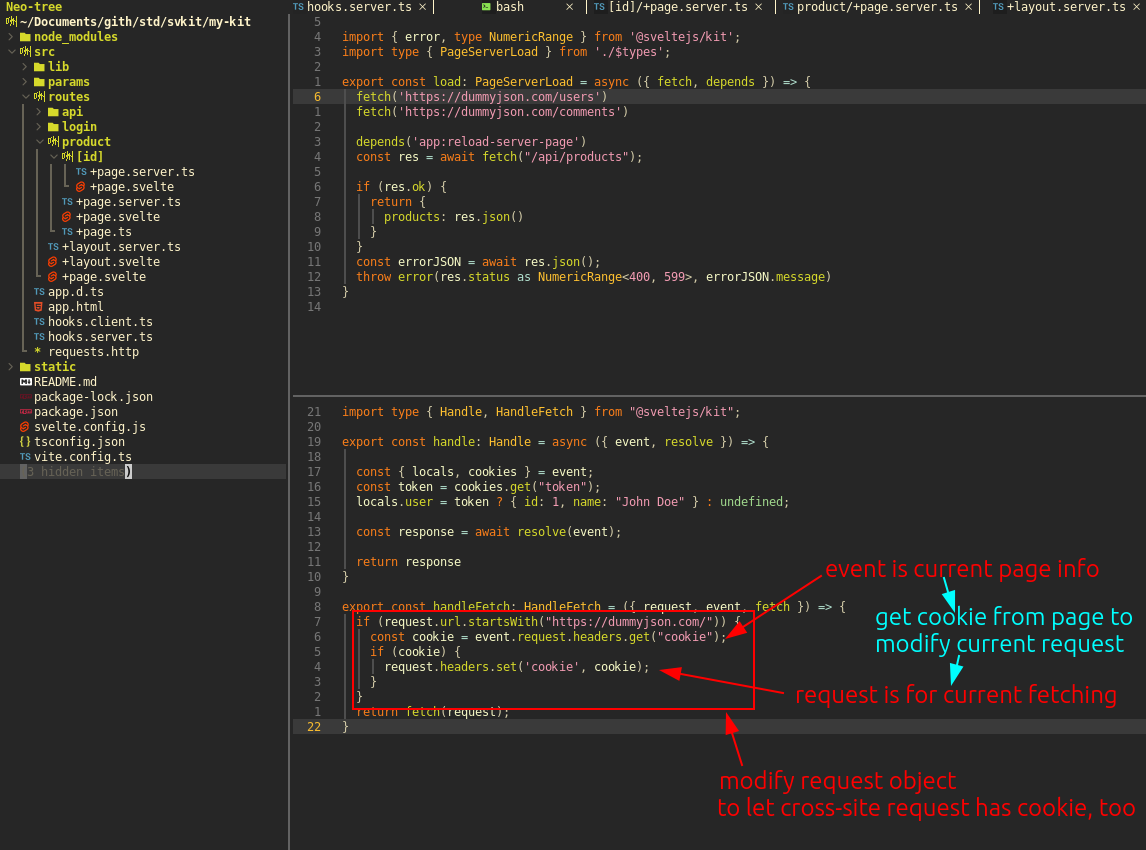 Neo-tree
~/Documents/gith/std/svkit/my-kit
node_modules
src
lib
params
routes
api
login
product
[id]
TS +page.server.ts
+page.svelte
TS +page.server.ts
+page.svelte
TS +page.ts
TS +layout.server.ts
+layout.svelte
+page.svelte
TS app.d.ts
app.html
TS hooks.client.ts
TS hooks.server.ts
* requests.http
static
README.md
package-lock.json
package.json
svelte.config.js
{} tsconfig.json
TS vite.config.ts
3 hidden items)
TS hooks.server.ts × bash × TS [id]/+page.server.ts × TS product/+page.server.ts × TS +layout.server.ts ×
5
4 import { error, type NumericRange } from '@sveltejs/kit';
3 import type { PageServerLoad } from './$types';
2
1 export const load: PageServerLoad = async ({ fetch, depends }) => {
6 fetch('https://dummyjson.com/users')
1 fetch('https://dummyjson.com/comments')
2
3 depends('app:reload-server-page')
4 const res = await fetch("/api/products");
5
6 if (res.ok) {
7 return {
8 products: res.json()
9 }
10 }
11 const errorJSON = await res.json();
12 throw error(res.status as NumericRange<400, 599>, errorJSON.message)
13 }
14
21 import type { Handle, HandleFetch } from "@sveltejs/kit";
20
19 export const handle: Handle = async ({ event, resolve }) => {
18
17 const { locals, cookies } = event;
16 const token = cookies.get("token");
15 locals.user = token ? { id: 1, name: "John Doe" } : undefined;
14
13 const response = await resolve(event);
12
11 return response
10 }
9
8 export const handleFetch: HandleFetch = ({ request, event, fetch }) => {
7 if (request.url.startsWith("https://dummyjson.com/")) {
6 const cookie = event.request.headers.get("cookie");
5 if (cookie) {
4 request.headers.set('cookie', cookie);
3 }
2 }
1 return fetch(request);
22 }
event is current page info
get cookie from page to
modify current request
request is for current fetching
modify request object
to let cross-site request has cookie, too